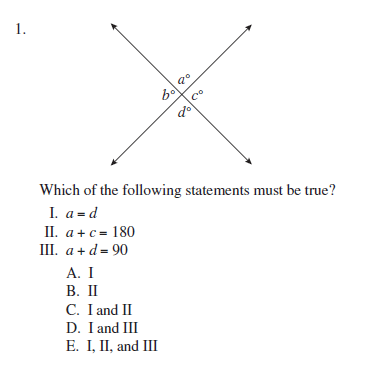 1.
a°
b° c°
d°
Which of the following statements must be true?
I. a = d
II. a + c = 180
III. a + d = 90
A. I
B. II
C. I and II
D. I and III
E. I, II, and III